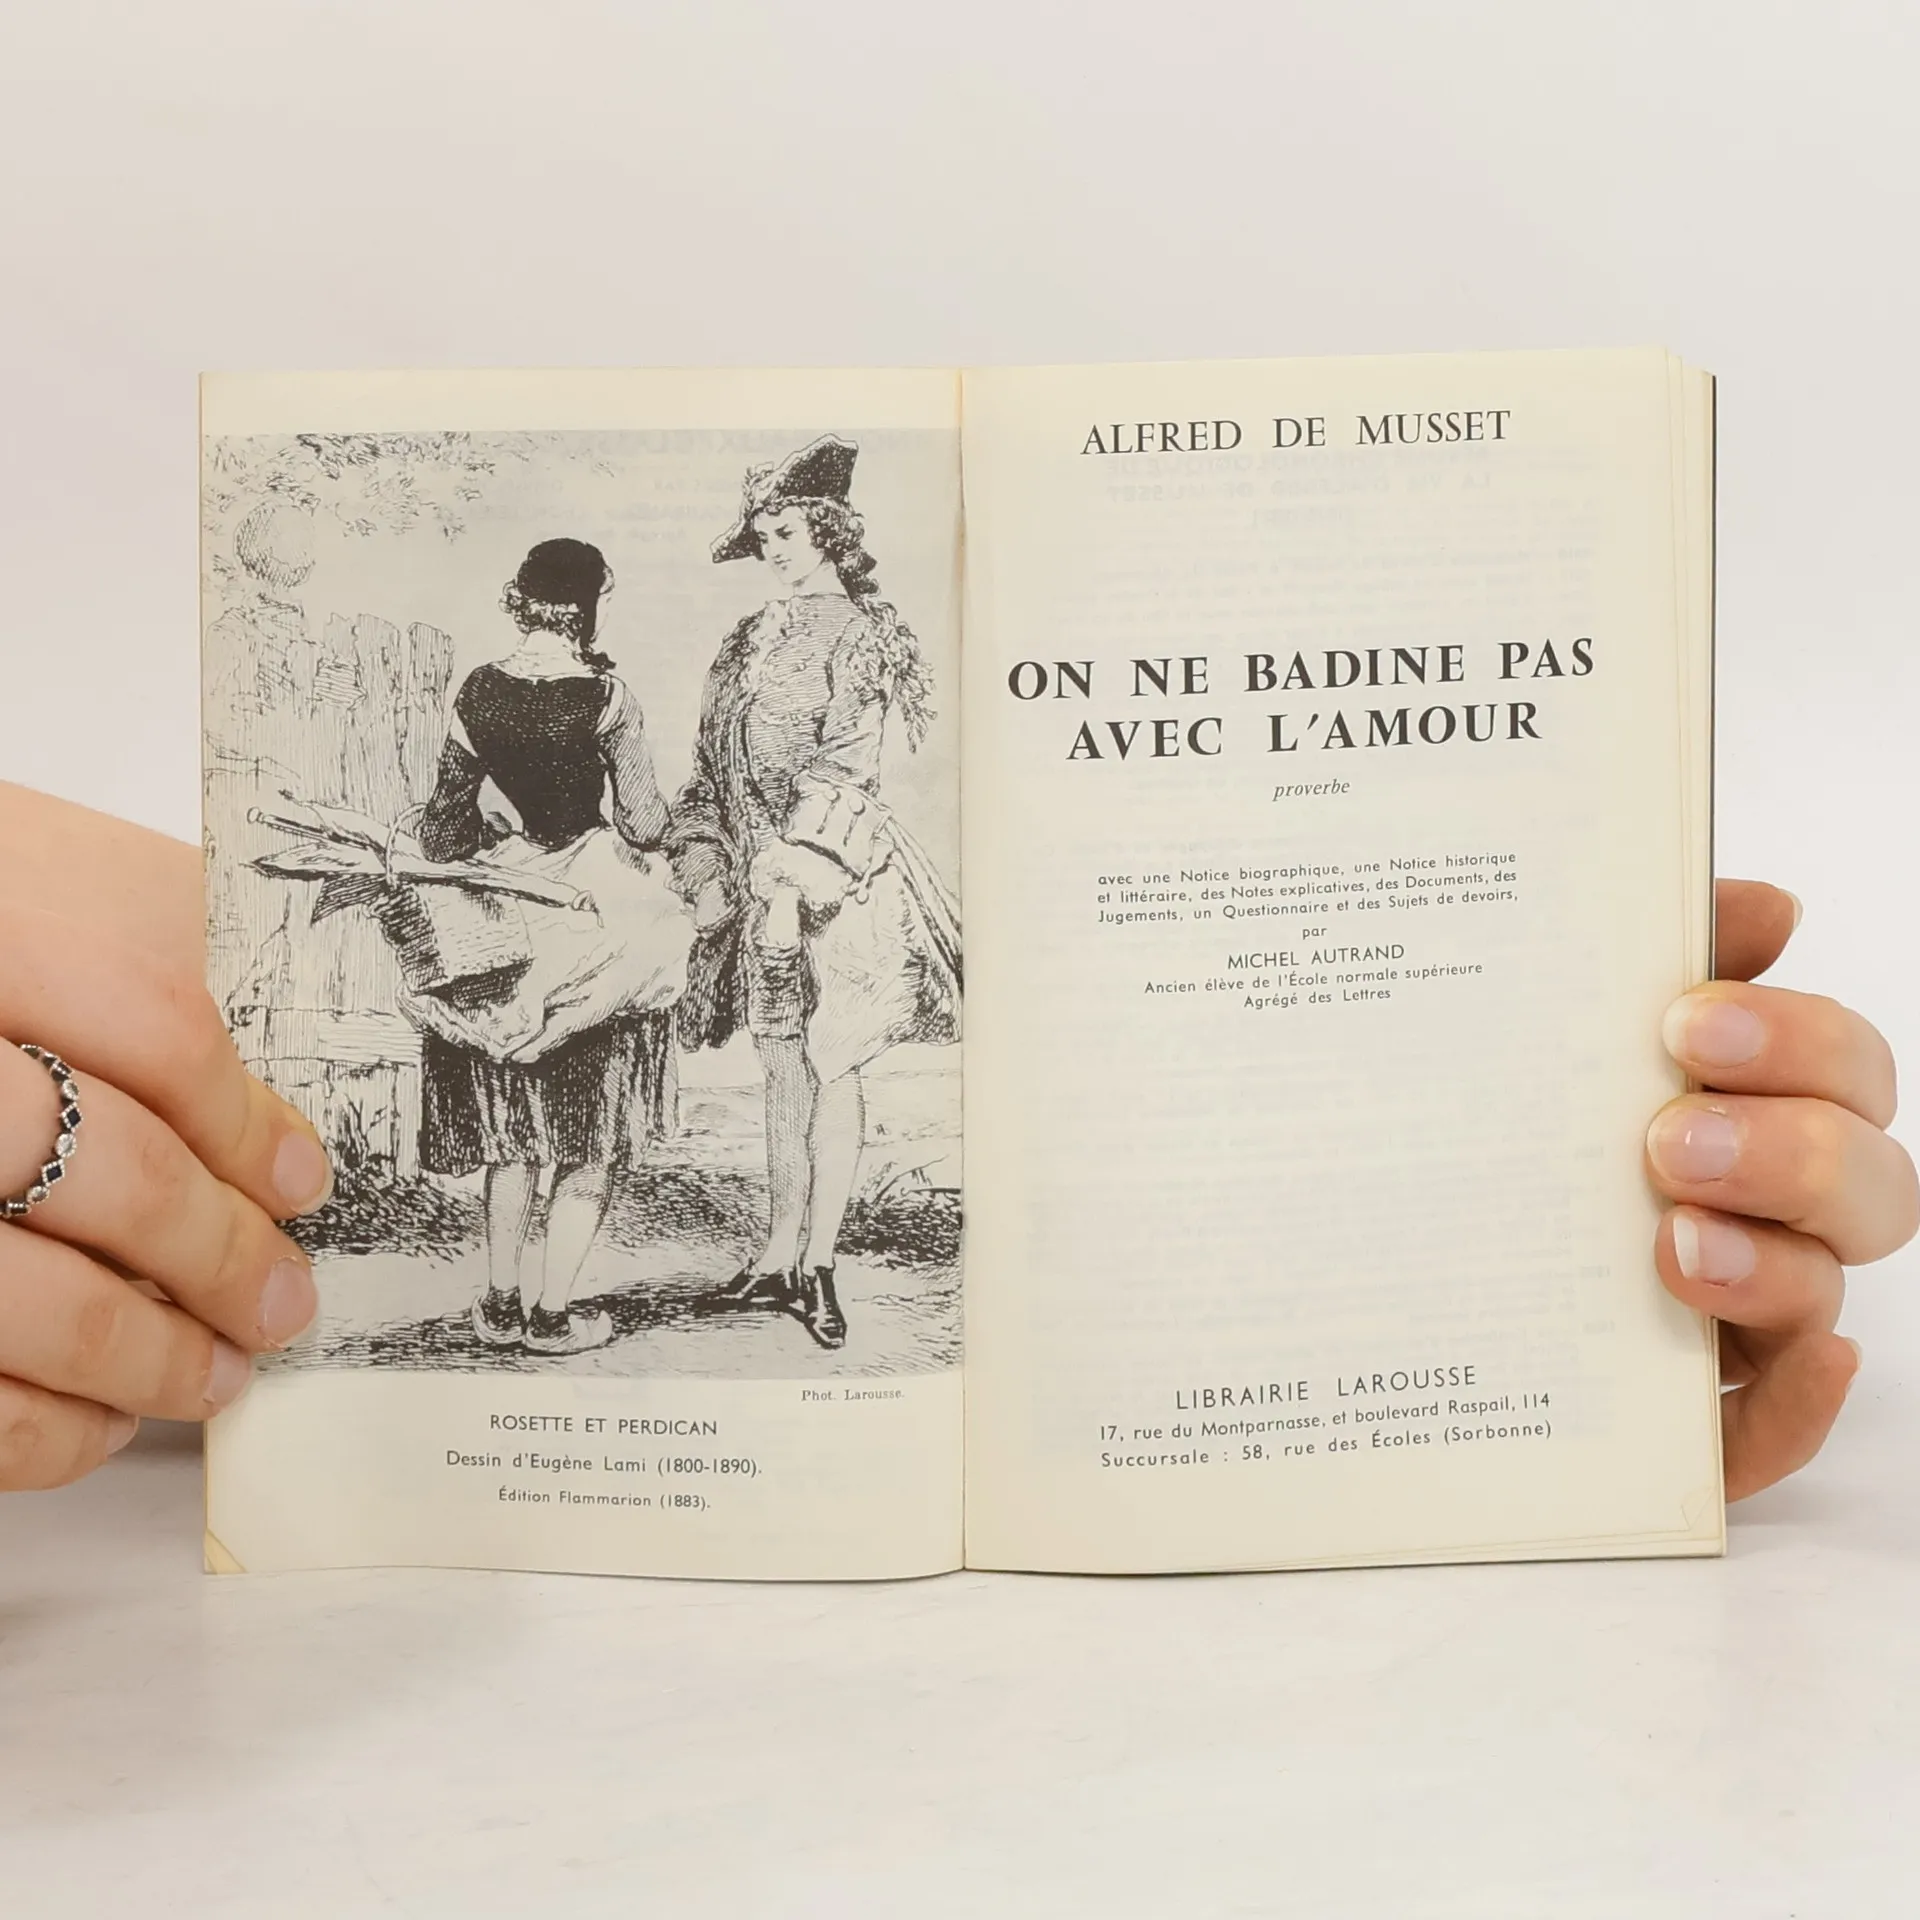 Phot. Larousse.
ROSETTE ET PERDICAN
Dessin d'Eugène Lami (1800-1890).
Édition Flammarion (1883).
ALFRED DE MUSSET
ON NE BADINE PAS
AVEC L'AMOUR
proverbe
avec une Notice biographique, une Notice historique
et littéraire, des Notes explicatives, des Documents, des
Jugements, un Questionnaire et des Sujets de devoirs,
par
MICHEL AUTRAND
Ancien élève de l'École normale supérieure
Agrégé des Lettres
LIBRAIRIE LAROUSSE
17, rue du Montparnasse, et boulevard Raspail, 114
Succursale : 58, rue des Écoles (Sorbonne)